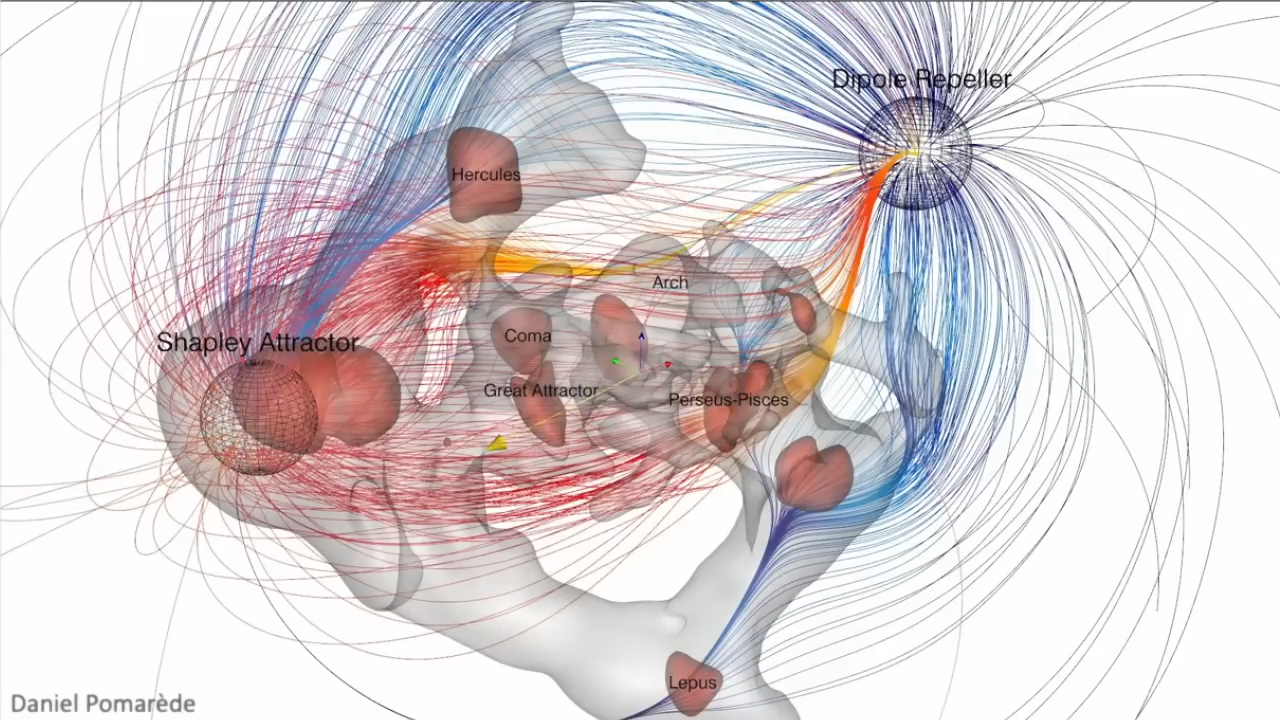 Dipole Repeller
Hercules
Arch
Coma
Shapley Attractor
Great Attractor
Perseus-Pisces
Lepus
Daniel Pomarède